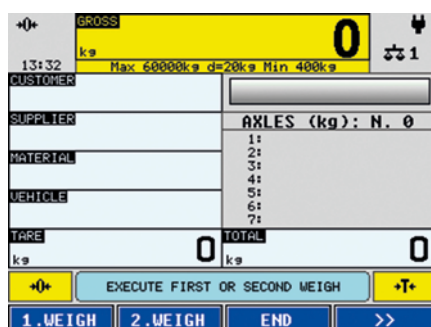 →0← GROSS
0
kg
1
13:32 Max 60000kg d=20kg Min 400kg
CUSTOMER
SUPPLIER
AXLES (kg): N. 0
1:
2:
MATERIAL
3:
4:
VEHICLE
5:
6:
7:
TARE
kg 0
TOTAL
kg 0
→0← EXECUTE FIRST OR SECOND WEIGH →T←
1.WEIGH 2.WEIGH END >>